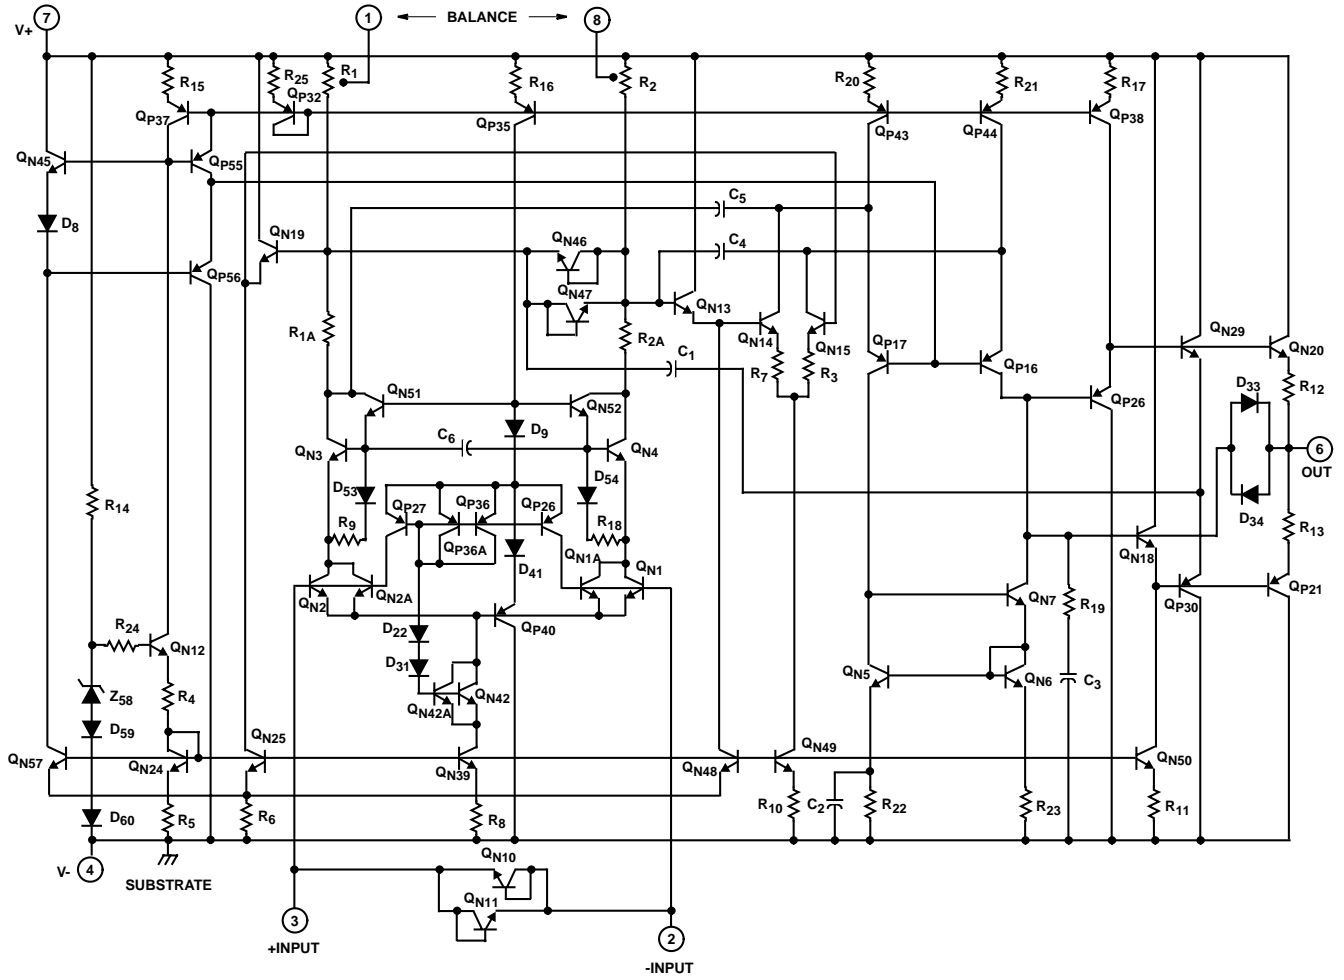 7
1
BALANCE
8
V+
R15
R25
R1
R16
R2
R20
R21
R17
QP32
QP37
QP35
QP43
QP44
QP38
QN45
QP55
C5
D8
QN19
QN46
C4
QP56
QN47
QN13
QN29
R1A
R2A
QN14
QN15
QP17
QN20
C1
R7
R3
QP16
R12
QN51
QN52
D33
QP26
D9
C6
QN3
QN4
6
OUT
D53
D54
R14
QP27
QP36
QP26
D34
R9
R18
R13
QP36A
QN1A
QN18
D41
QN1
QN2
QN2A
QN7
R19
QP30
QP21
R24
D22
QP40
QN12
D31
QN5
QN6
C3
Z58
R4
QN42
QN42A
D59
QN25
QN49
QN57
QN24
QN39
QN48
QN50
D60
R5
R6
R8
R10
C2
R22
R23
R11
V-
4
SUBSTRATE
QN10
QN11
3
+INPUT
2
-INPUT